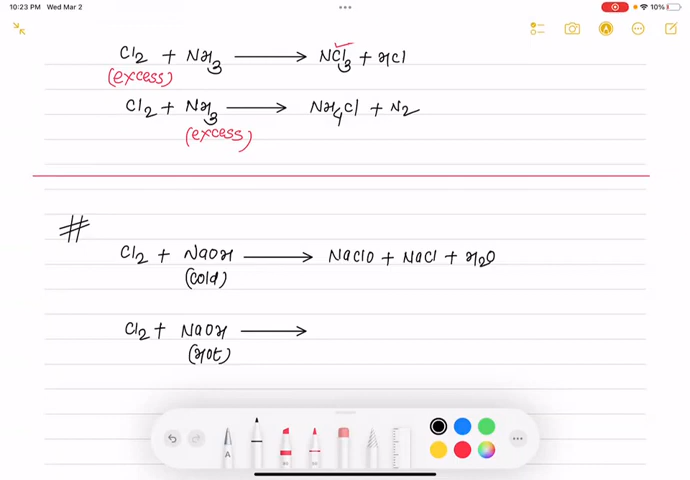 10:23 PM Wed Mar 2
10%
Cl2 + NH3 → NCl3 + HCl
(excess)
Cl2 + NH3 → NH4Cl + N2
(excess)
#
Cl2 + NaOH → NaClO + NaCl + H2O
(cold)
Cl2 + NaOH →
(Hot)
A